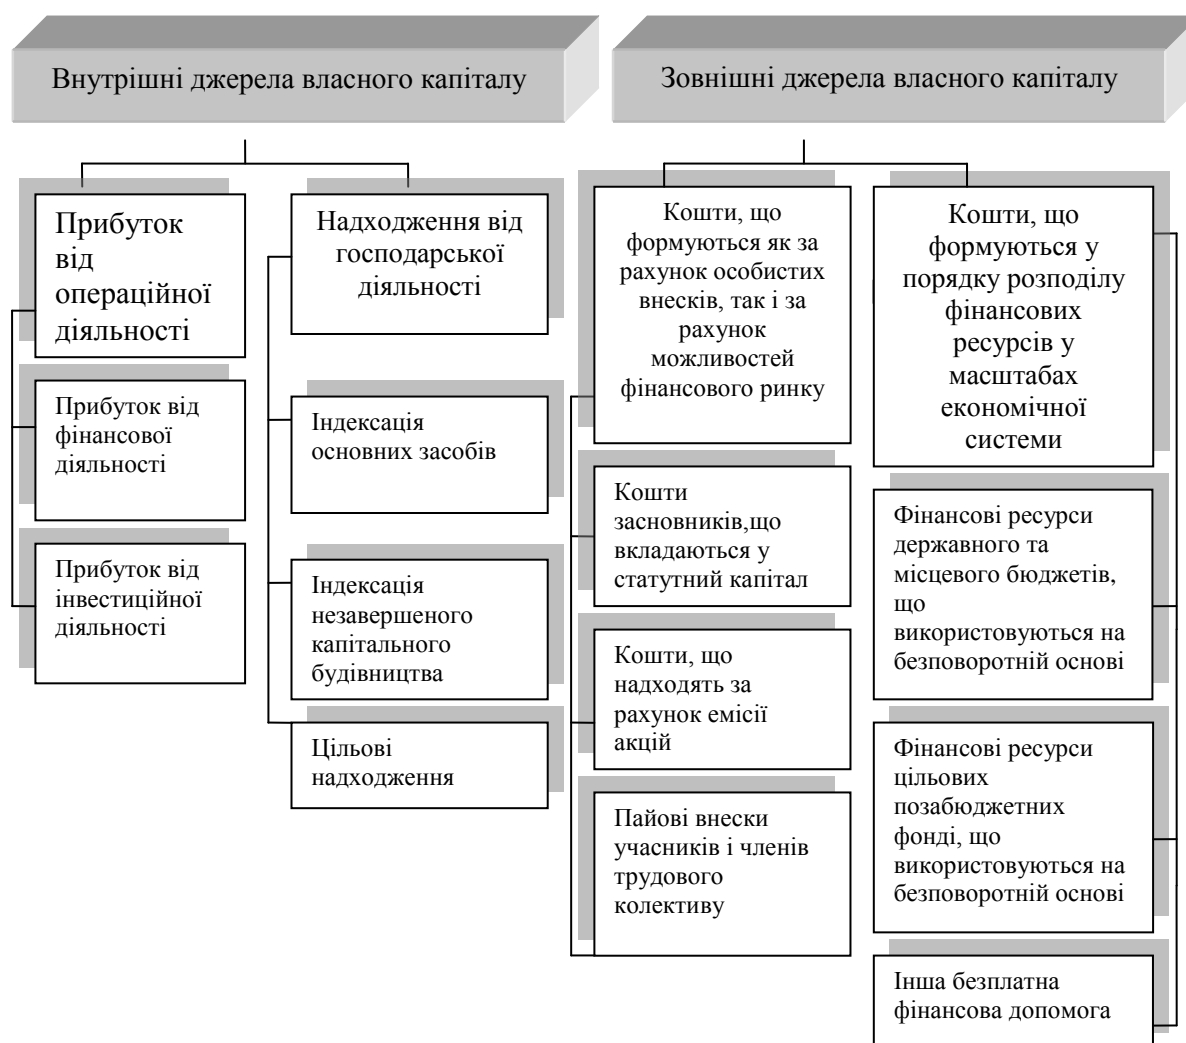 Внутрішні джерела власного капіталу
Зовнішні джерела власного капіталу
Прибуток
від
операційної
діяльності
Прибуток від
фінансової
діяльності
Прибуток від
інвестиційної
діяльності
Надходження від
господарської
діяльності
Індексація
основних засобів
Індексація
незавершеного
капітального
будівництва
Цільові
надходження
Кошти, що
формуються як за
рахунок особистих
внесків, так і за
рахунок
можливостей
фінансового ринку
Кошти
засновників,що
вкладаються у
статутний капітал
Кошти, що
надходять за
рахунок емісії
акцій
Пайові внески
учасників і членів
трудового
колективу
Кошти, що
формуються у
порядку розподілу
фінансових
ресурсів у
масштабах
економічної
системи
Фінансові ресурси
державного та
місцевого бюджетів,
що
використовуються на
безповоротній основі
Фінансові ресурси
цільових
позабюджетних
фонді, що
використовуються на
безповоротній основі
Інша безплатна
фінансова допомога